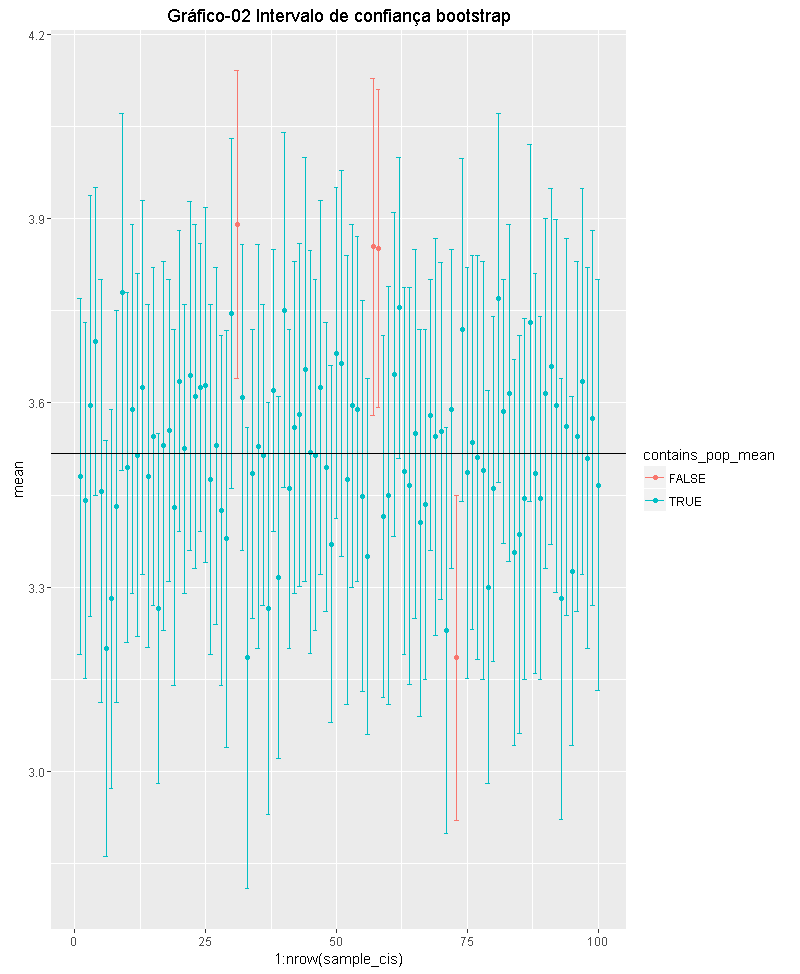 Gráfico-02 Intervalo de confiança bootstrap
4.2
3.9
3.6
3.3
3.0
mean
0
25
50
75
100
1:nrow(sample_cis)
contains_pop_mean
FALSE
TRUE